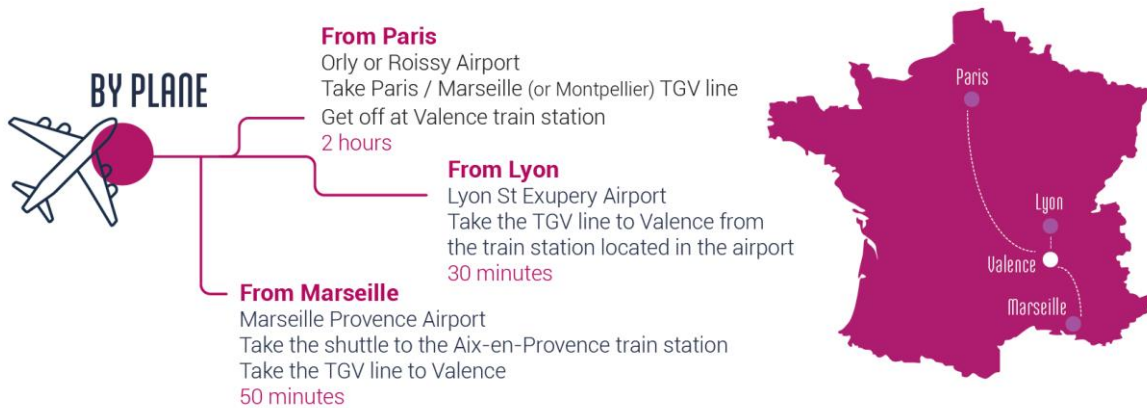 BY PLANE
From Paris
Orly or Roissy Airport
Take Paris / Marseille (or Montpellier) TGV line
Get off at Valence train station
2 hours
From Lyon
Lyon St Exupery Airport
Take the TGV line to Valence from
the train station located in the airport
30 minutes
From Marseille
Marseille Provence Airport
Take the shuttle to the Aix-en-Provence train station
Take the TGV line to Valence
50 minutes
Paris
Lyon
Valence
Marseille